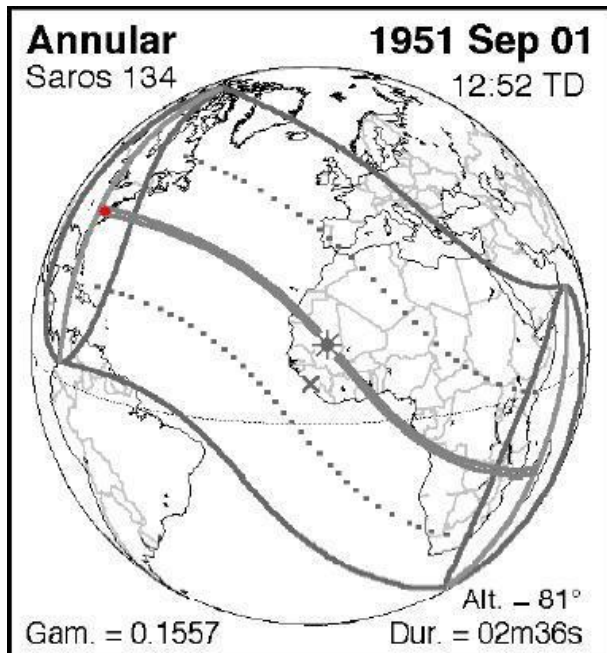 Annular 1951 Sep 01
Saros 134 12:52 TD
Alt. = 81°
Gam. = 0.1557 Dur. = 02m36s